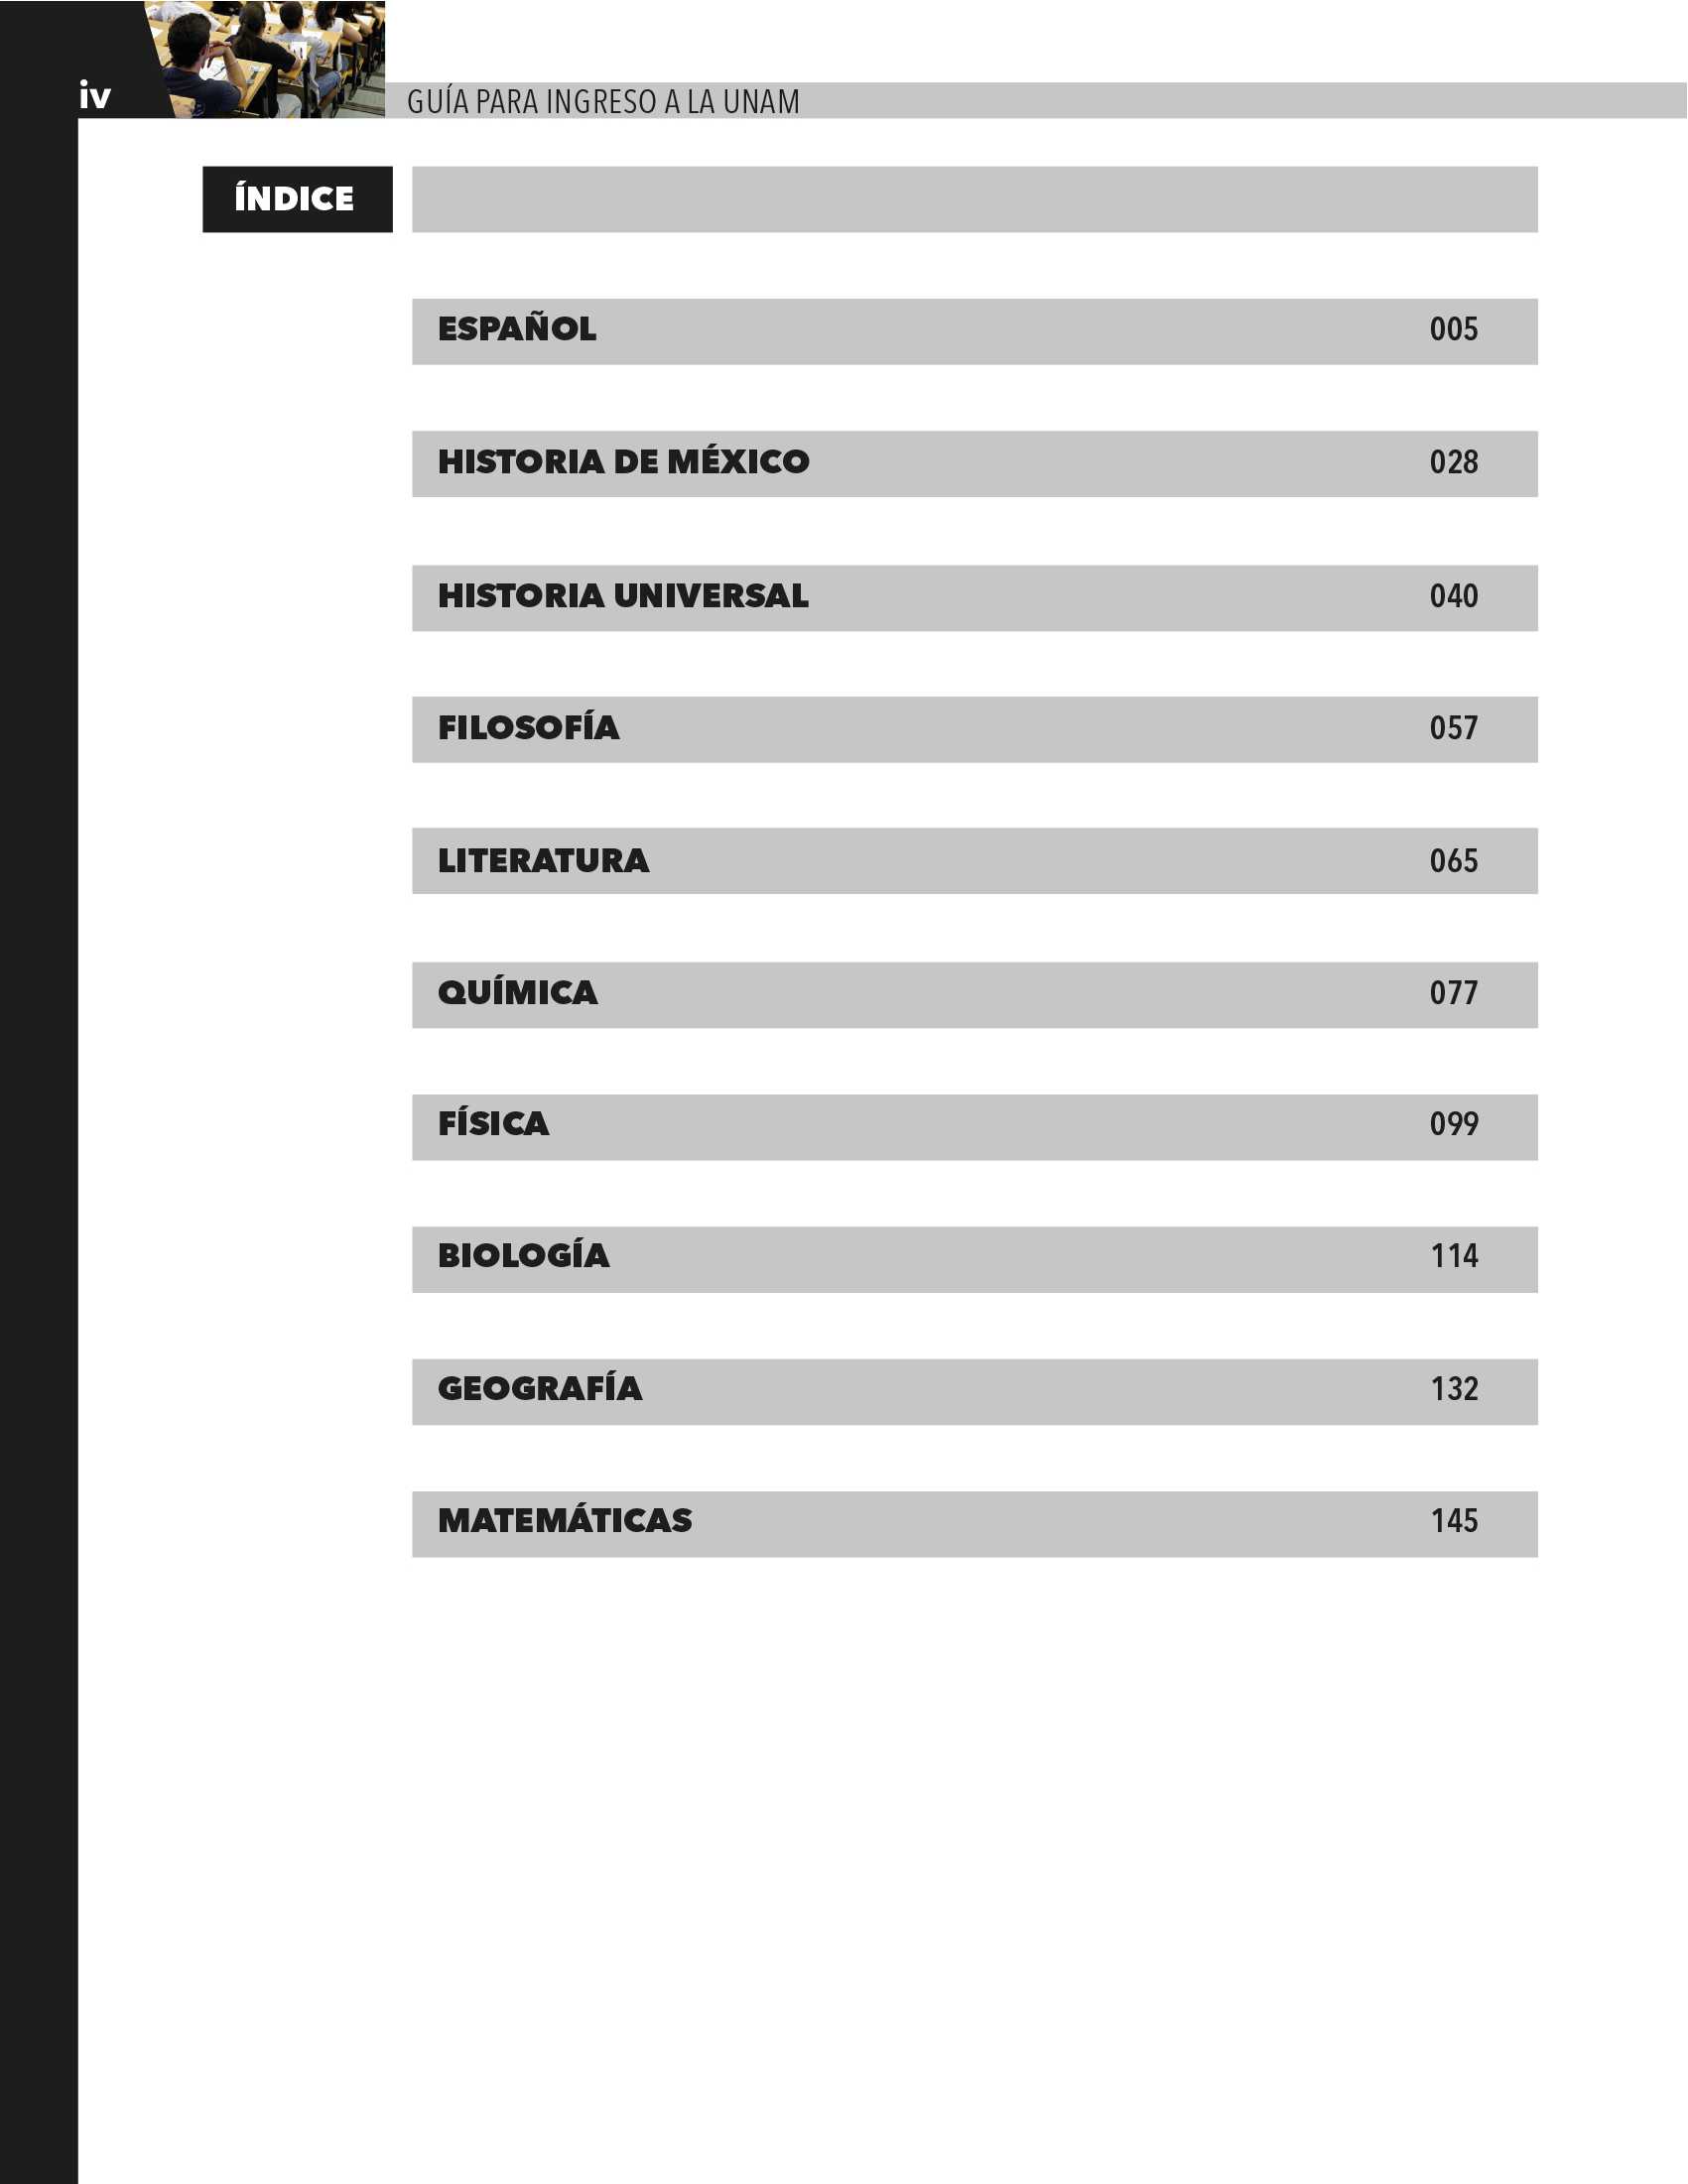 iv
GUÍA PARA INGRESO A LA UNAM
ÍNDICE
ESPAÑOL 005
HISTORIA DE MÉXICO 028
HISTORIA UNIVERSAL 040
FILOSOFÍA 057
LITERATURA 065
QUÍMICA 077
FÍSICA 099
BIOLOGÍA 114
GEOGRAFÍA 132
MATEMÁTICAS 145